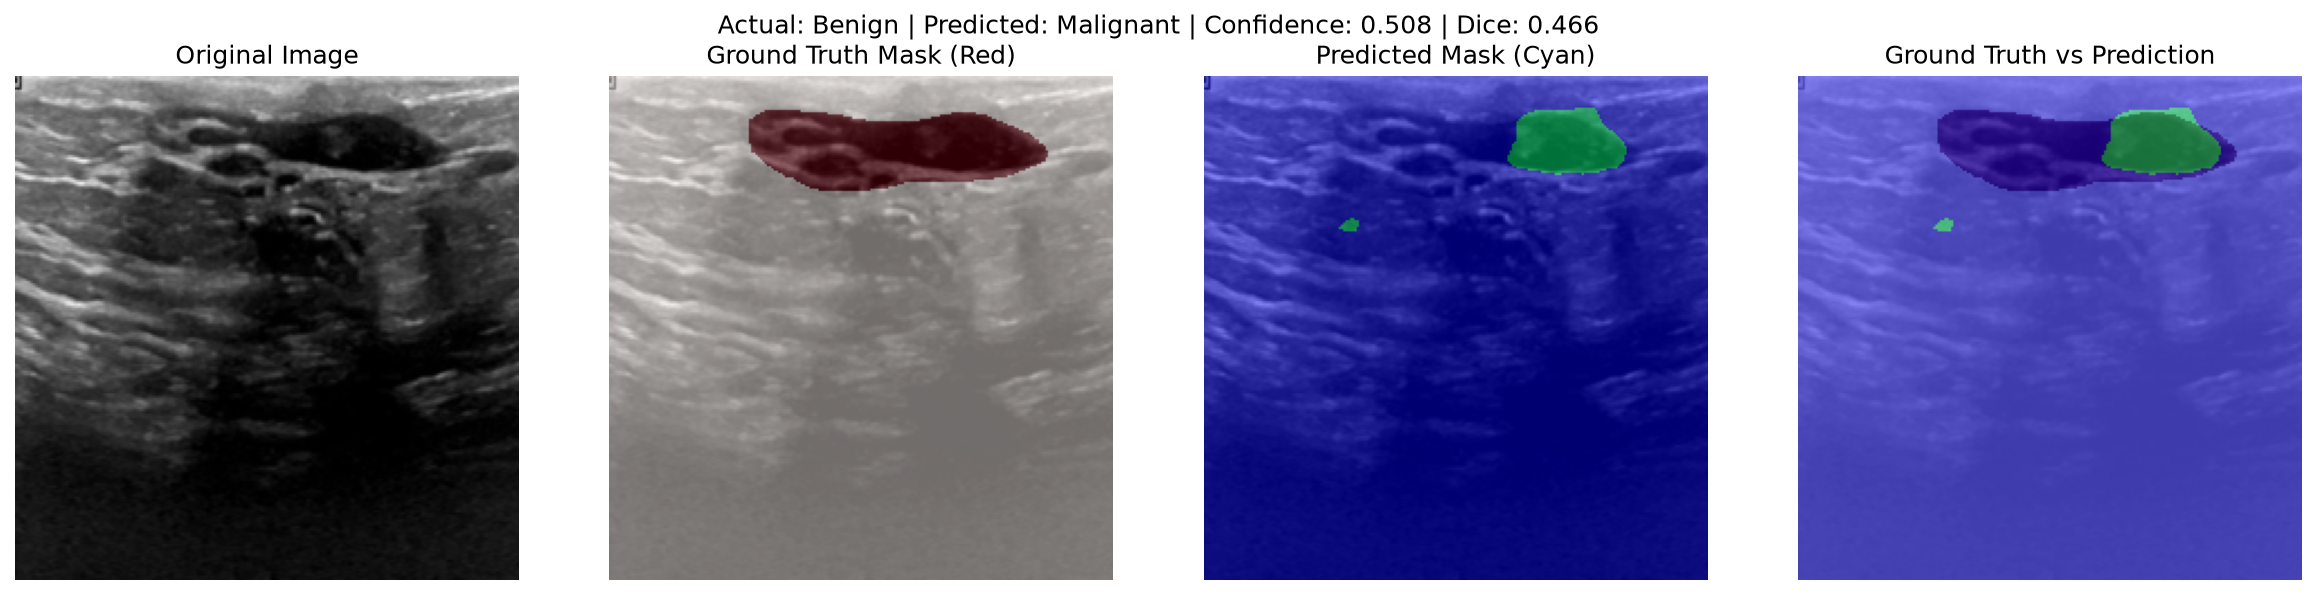 Actual: Benign | Predicted: Malignant | Confidence: 0.508 | Dice: 0.466
Original Image
Ground Truth Mask (Red)
Predicted Mask (Cyan)
Ground Truth vs Prediction